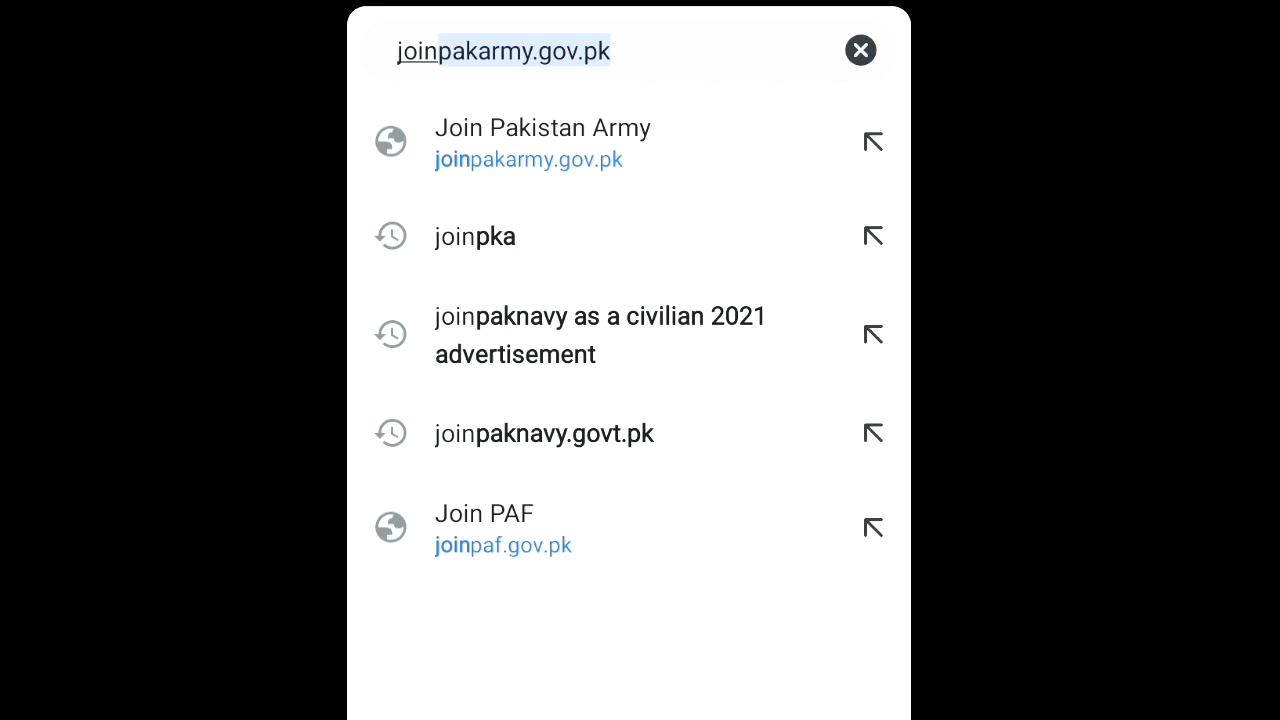 joinpakarmy.gov.pk
Join Pakistan Army
joinpakarmy.gov.pk
joinpka
joinpaknavy as a civilian 2021
advertisement
joinpaknavy.govt.pk
Join PAF
joinpaf.gov.pk